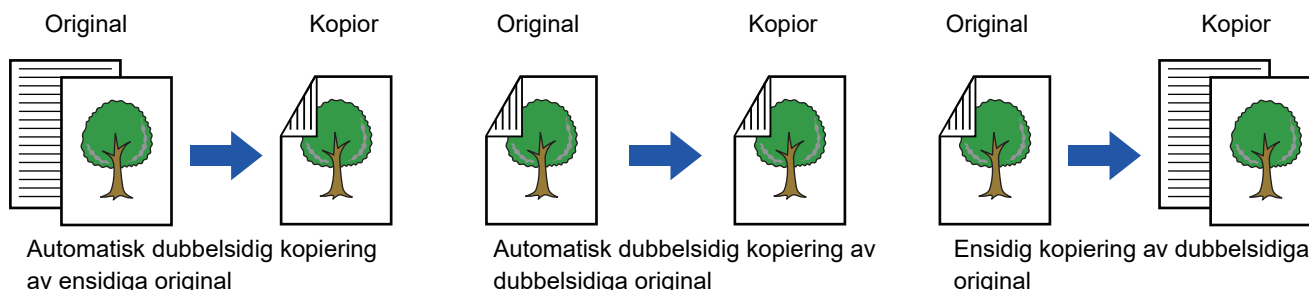 Original
Kopior
Original
Kopior
Original
Kopior
Automatisk dubbelsidig kopiering
av ensidiga original
Automatisk dubbelsidig kopiering av
dubbelsidiga original
Ensidig kopiering av dubbelsidiga
original